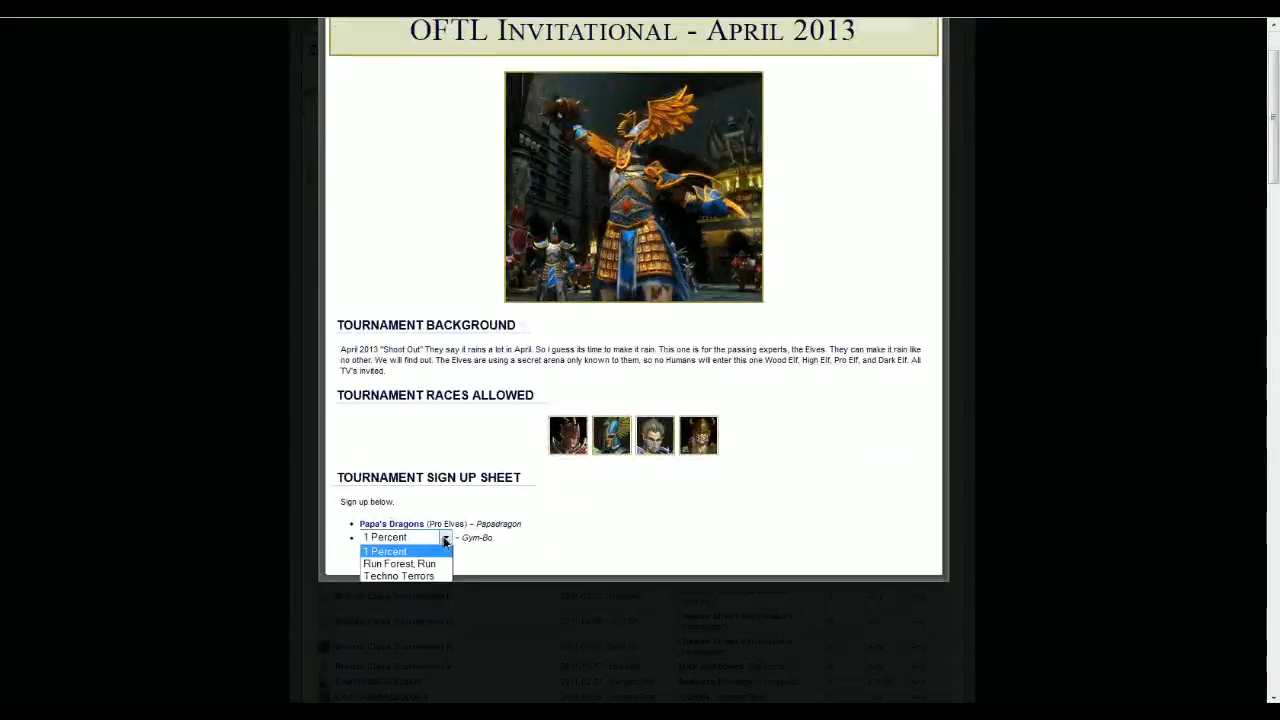 OFTL INVITATIONAL - APRIL 2013
TOURNAMENT BACKGROUND
April 2013 "Shoot Out" They say it rains a lot in April. So I guess its time to make it rain. This one is for the passing experts, the Elves. They can make it rain like
no other. We will find out. The Elves are using a secret arena only known to them, so no Humans will enter this one.Wood Elf, High Elf, Pro Elf, and Dark Elf. All
TV's invited.
TOURNAMENT RACES ALLOWED
TOURNAMENT SIGN UP SHEET
Sign up below.
• Papa's Dragons (Pro Elves) ~ Papadragon
• 1 Percent ~ Gym-Bo
1 Percent
Run Forest, Run
Techno Terrors